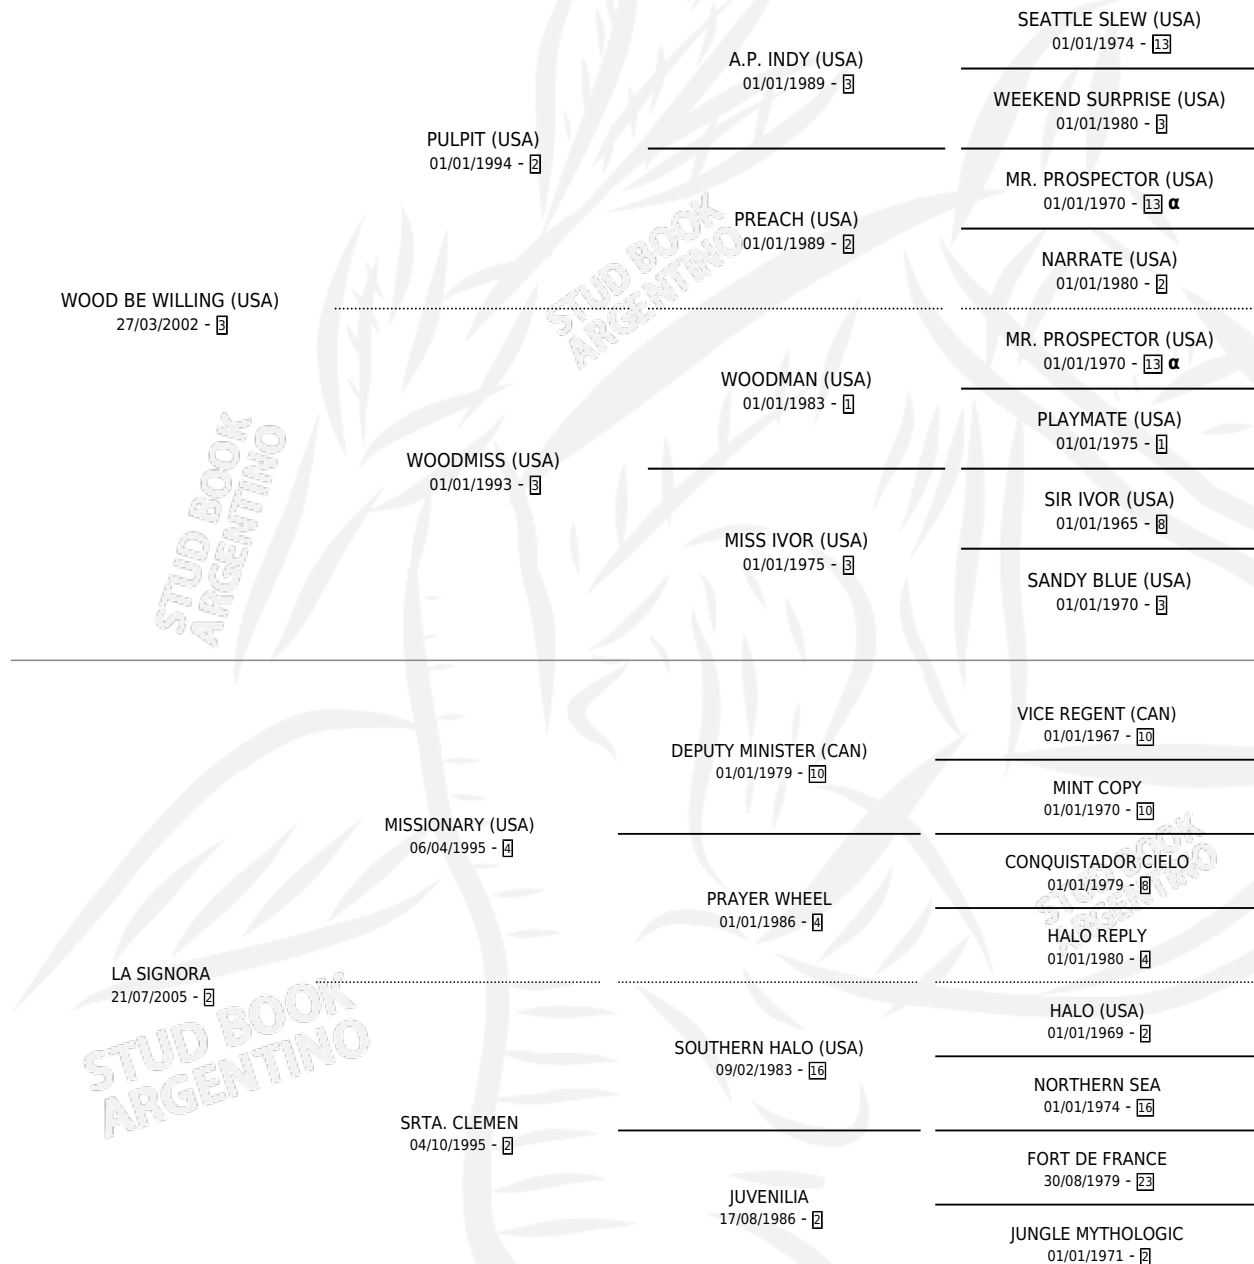 SEATTLE SLEW (USA)
01/01/1974 - 13
A.P. INDY (USA)
01/01/1989 - 3
WEEKEND SURPRISE (USA)
01/01/1980 - 3
PULPIT (USA)
01/01/1994 - 2
MR. PROSPECTOR (USA)
01/01/1970 - 13 α
PREACH (USA)
01/01/1989 - 2
NARRATE (USA)
01/01/1980 - 2
WOOD BE WILLING (USA)
27/03/2002 - 3
MR. PROSPECTOR (USA)
01/01/1970 - 13 α
WOODMAN (USA)
01/01/1983 - 1
PLAYMATE (USA)
01/01/1975 - 1
WOODMISS (USA)
01/01/1993 - 3
SIR IVOR (USA)
01/01/1965 - 8
MISS IVOR (USA)
01/01/1975 - 3
SANDY BLUE (USA)
01/01/1970 - 3
VICE REGENT (CAN)
01/01/1967 - 10
DEPUTY MINISTER (CAN)
01/01/1979 - 10
MINT COPY
01/01/1970 - 10
MISSIONARY (USA)
06/04/1995 - 4
CONQUISTADOR CIELO
01/01/1979 - 8
PRAYER WHEEL
01/01/1986 - 4
HALO REPLY
01/01/1980 - 4
LA SIGNORA
21/07/2005 - 2
HALO (USA)
01/01/1969 - 2
SOUTHERN HALO (USA)
09/02/1983 - 16
NORTHERN SEA
01/01/1974 - 16
SRTA. CLEMEN
04/10/1995 - 2
FORT DE FRANCE
30/08/1979 - 23
JUVENILIA
17/08/1986 - 2
JUNGLE MYTHOLOGIC
01/01/1971 - 2
STUD BOOK
ARGENTINO
STUD BOOK
ARGENTINO
STUD BOOK
ARGENTINO
STUD BOOK
ARGENTINO